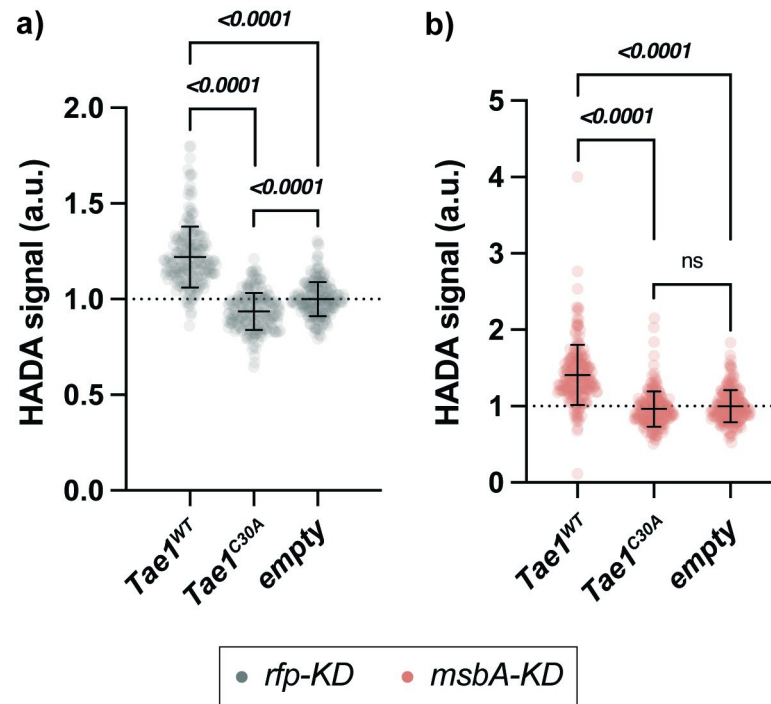 a)
<0.0001
<0.0001
<0.0001
HADA signal (a.u.)
2.0
1.5
1.0
0.5
0.0
Tae1WT
Tae1C30A
empty
b)
<0.0001
<0.0001
ns
HADA signal (a.u.)
5
4
3
2
1
0
Tae1WT
Tae1C30A
empty
rfp-KD
msbA-KD